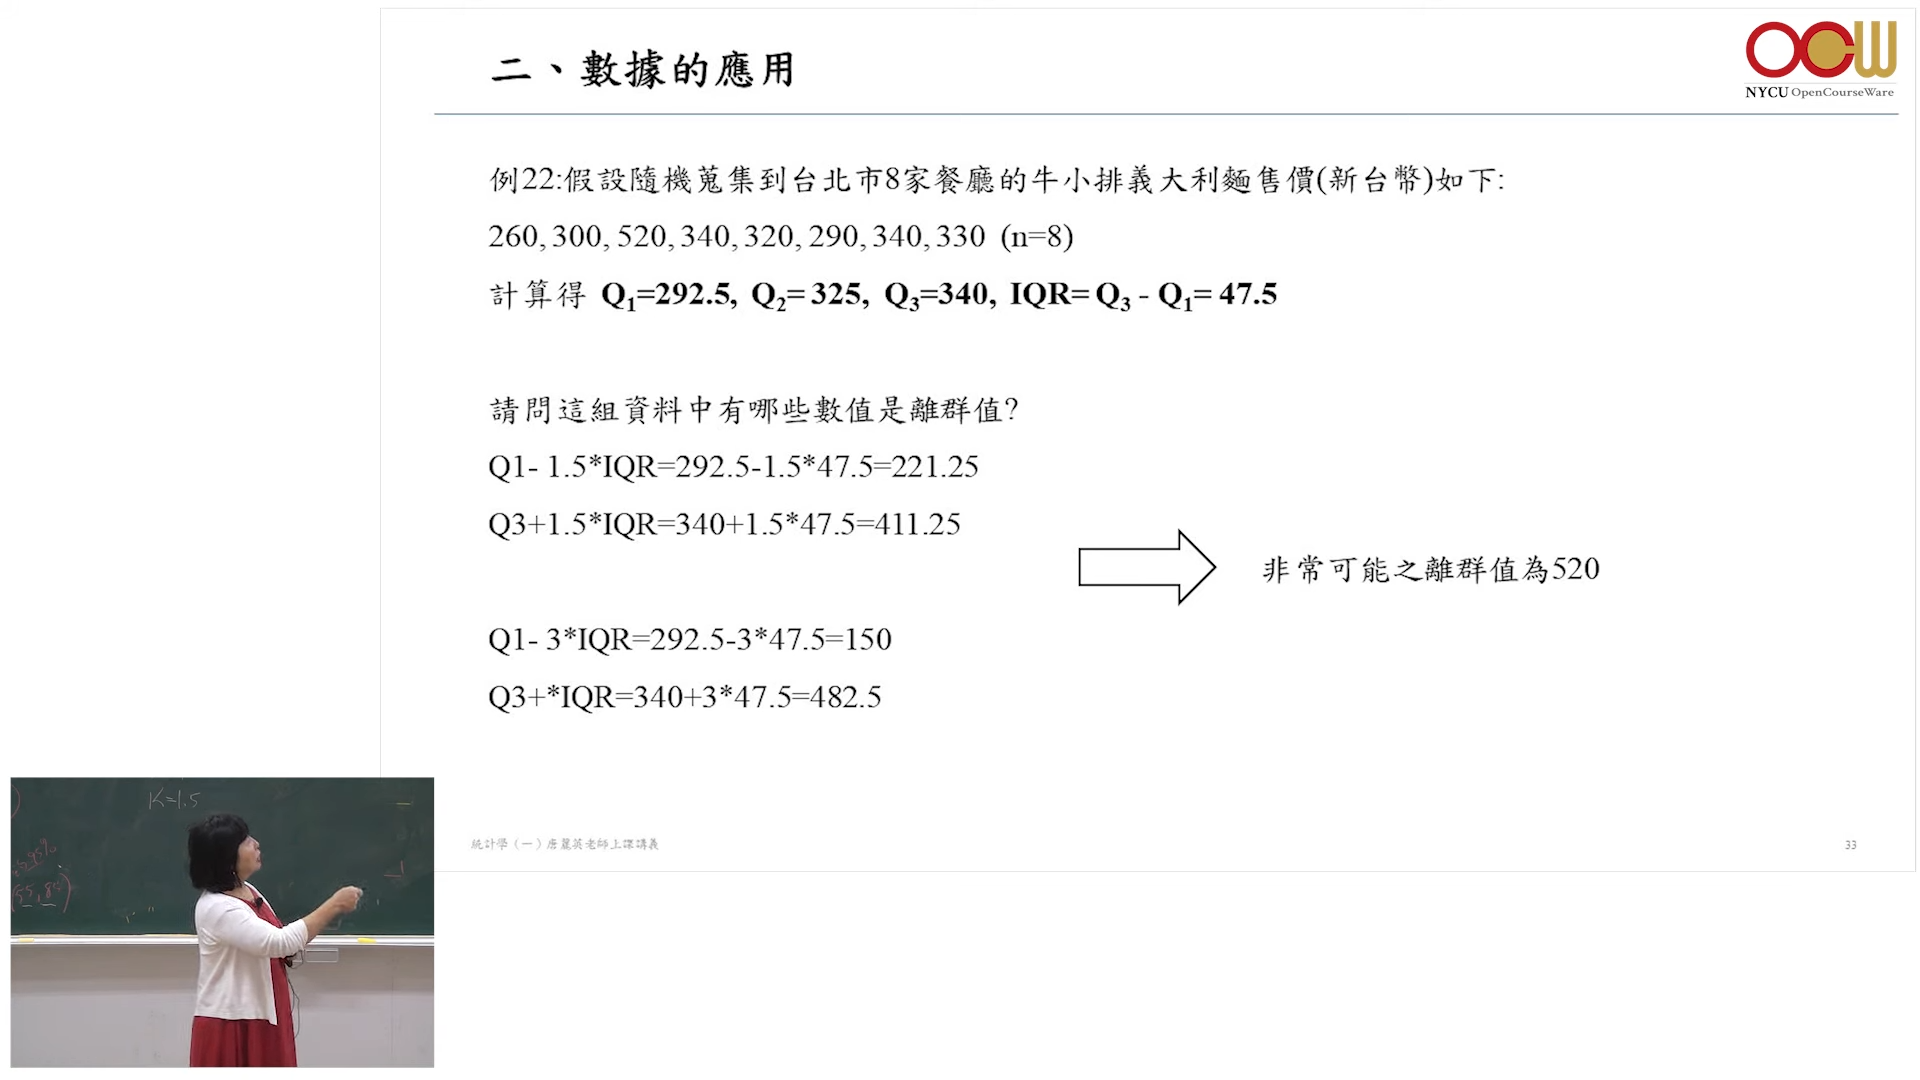 二、數據的應用
OCW
NYCU OpenCourseWare
例22:假設隨機蒐集到台北市8家餐廳的牛小排義大利麵售價(新台幣)如下:
260, 300, 520, 340, 320, 290, 340, 330 (n=8)
計算得 Q1=292.5, Q2= 325, Q3=340, IQR= Q3 - Q1= 47.5
請問這組資料中有哪些數值是離群值?
Q1- 1.5*IQR=292.5-1.5*47.5=221.25
Q3+1.5*IQR=340+1.5*47.5=411.25
非常可能之離群值為520
Q1- 3*IQR=292.5-3*47.5=150
Q3+*IQR=340+3*47.5=482.5
K=1.5
95%
統計學（一）唐麗英老師上課講義
33